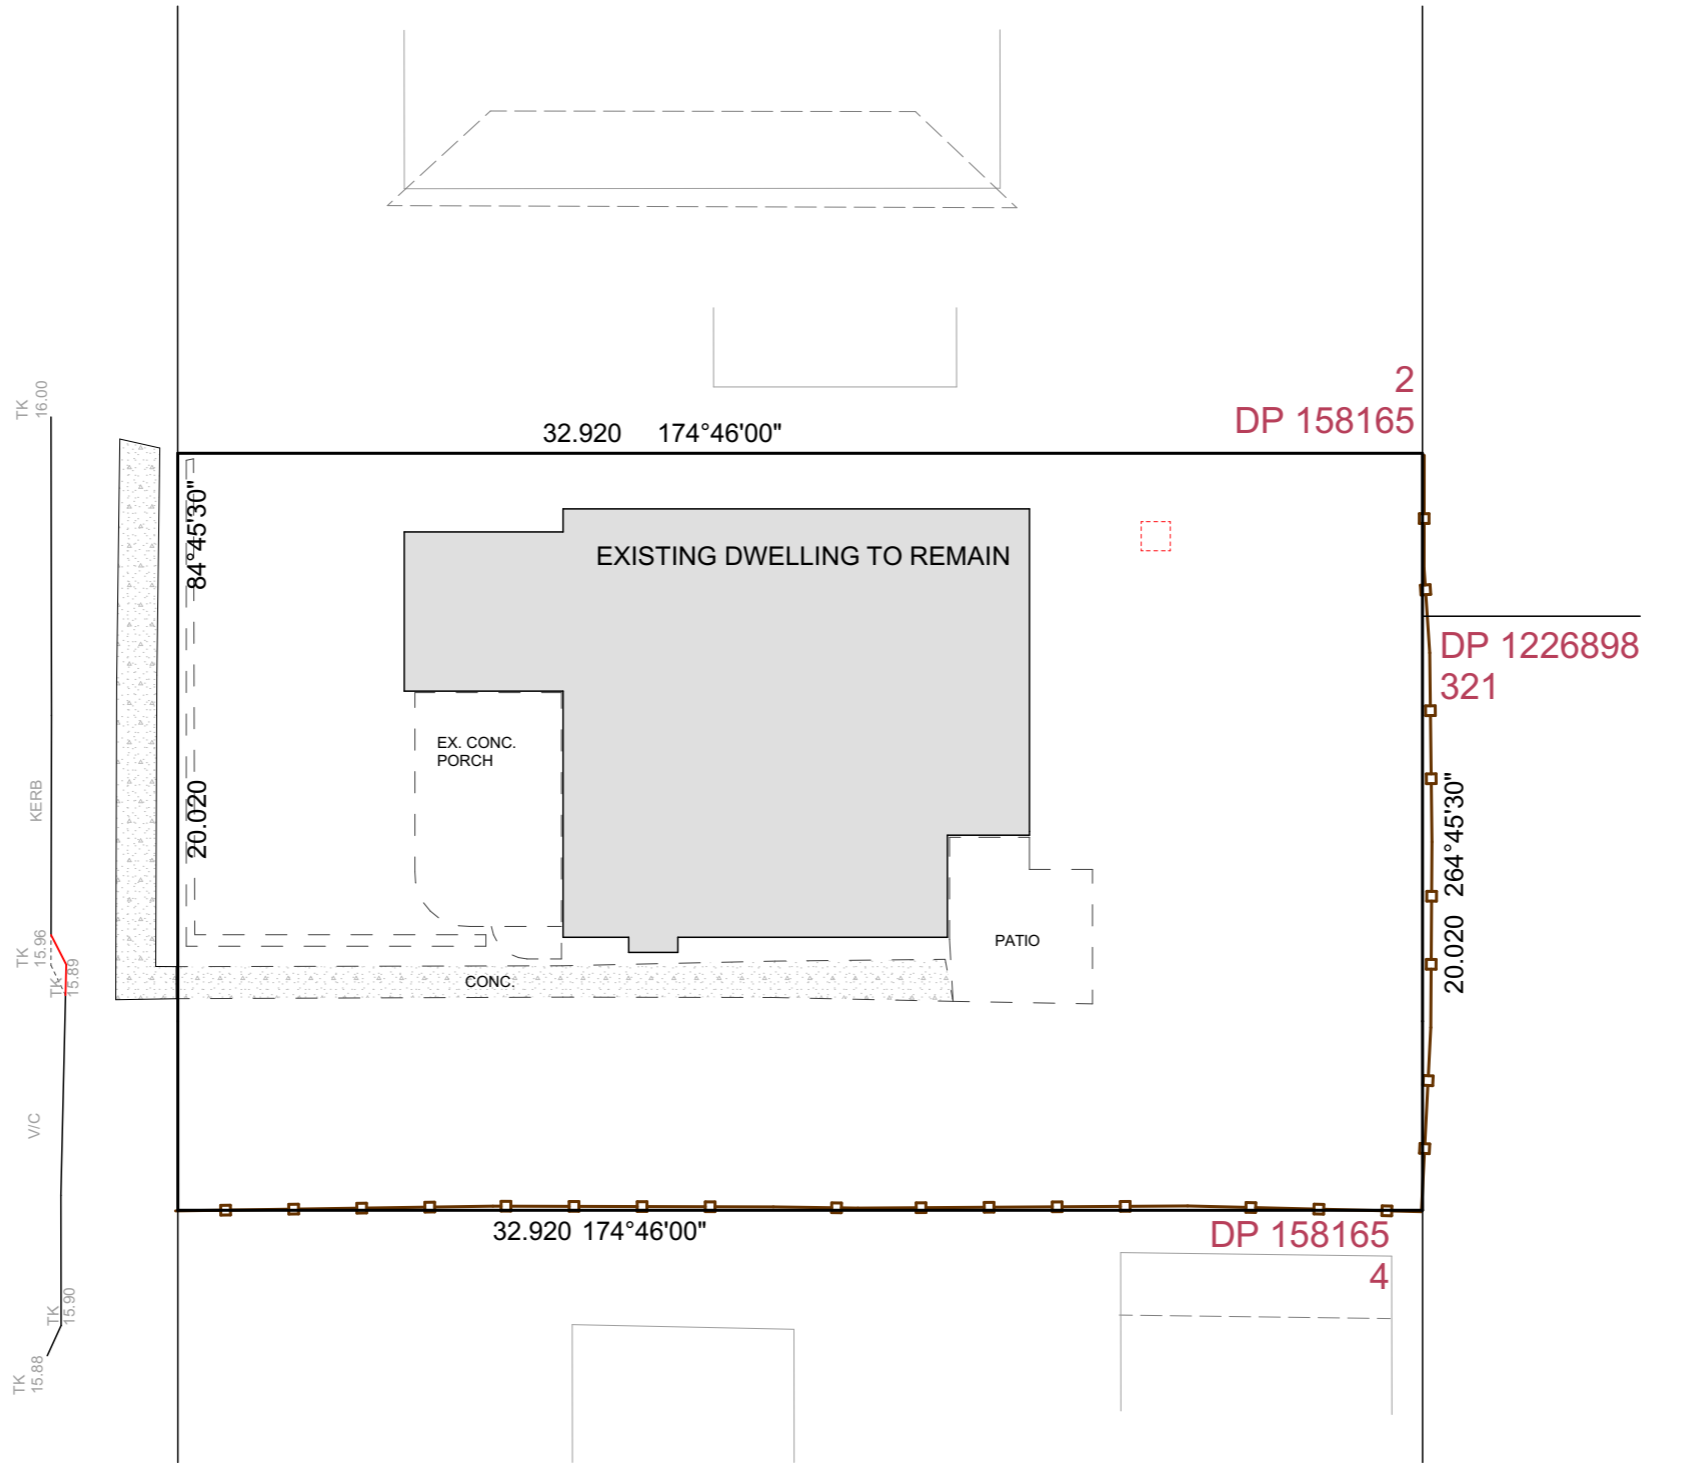 2
DP 158165
32.920 174°46'00"
TK
16.00
84°45'30"
EXISTING DWELLING TO REMAIN
DP 1226898
321
EX. CONC.
PORCH
KERB
20.020
20.020 264°45'30"
TK
15.96
TK
15.89
PATIO
CONC.
V/C
32.920 174°46'00"
DP 158165
4
TK
15.90
TK
15.88